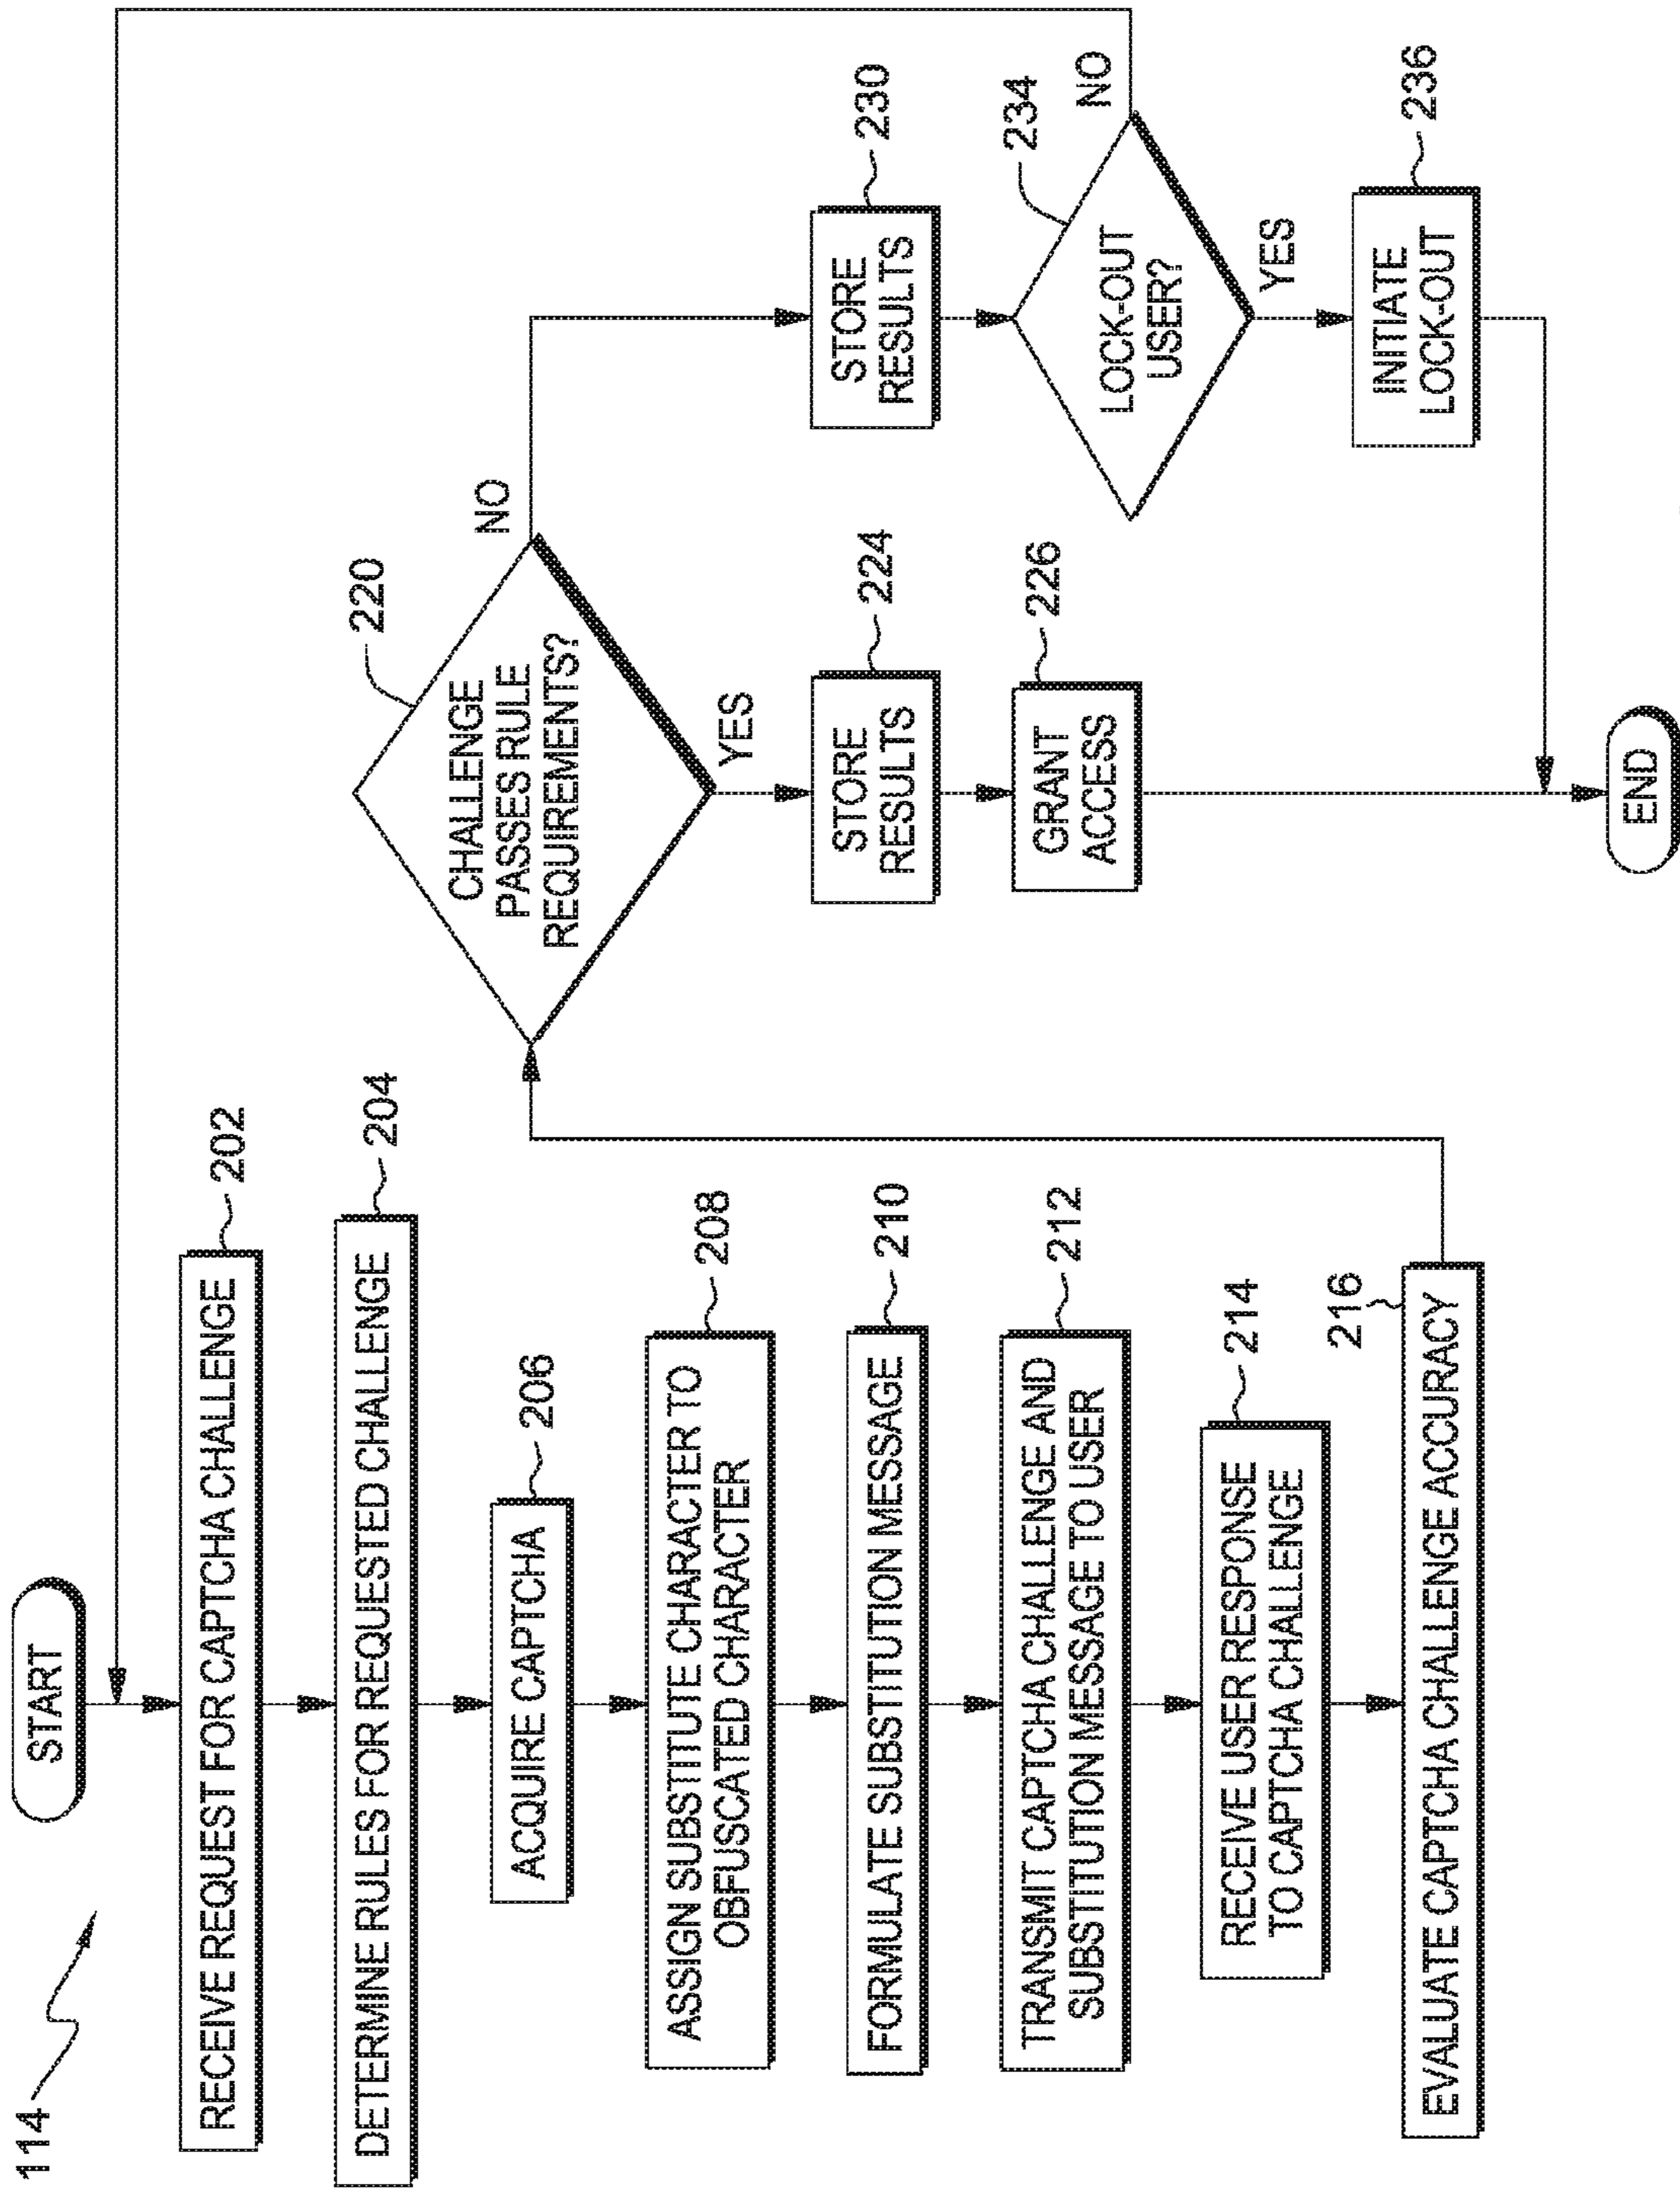 114
START
RECEIVE REQUEST FOR CAPTCHA CHALLENGE
202
DETERMINE RULES FOR REQUESTED CHALLENGE
204
ACQUIRE CAPTCHA
206
ASSIGN SUBSTITUTE CHARACTER TO
OBFUSCATED CHARACTER
208
FORMULATE SUBSTITUTION MESSAGE
210
TRANSMIT CAPTCHA CHALLENGE AND
SUBSTITUTION MESSAGE TO USER
212
RECEIVE USER RESPONSE
TO CAPTCHA CHALLENGE
214
EVALUATE CAPTCHA CHALLENGE ACCURACY
216
CHALLENGE
PASSES RULE
REQUIREMENTS?
220
NO
YES
STORE
RESULTS
224
GRANT
ACCESS
226
STORE
RESULTS
230
LOCK-OUT
USER?
234
NO
YES
INITIATE
LOCK-OUT
236
END